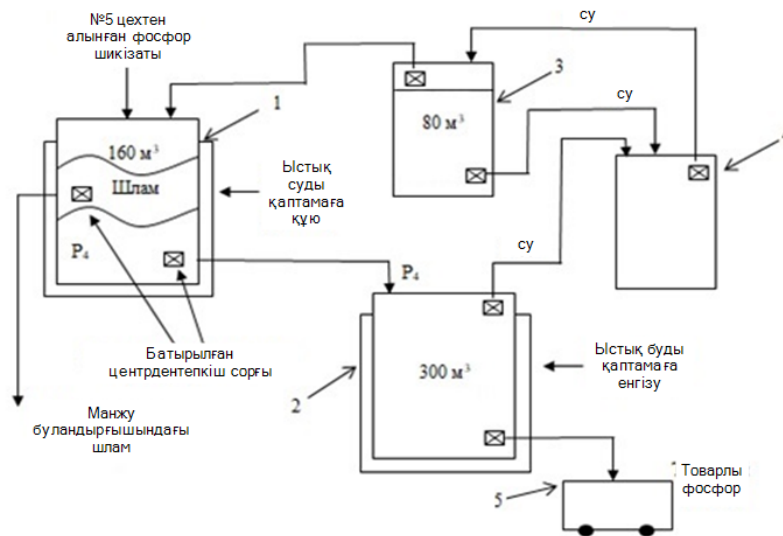 №5 цехтен
алынған фосфор
шикізаты
су
3
су
1
80 м³
160 м³
Шлам
Ыстық
суды
қаптамаға
құю
су
P₄
P₄
Батырылған
центрдентепкіш сорғы
Ыстық буды
қаптамаға
енгізу
300 м³
2
Манжу
буландырғышындағы
шлам
Товарлы
фосфор
5